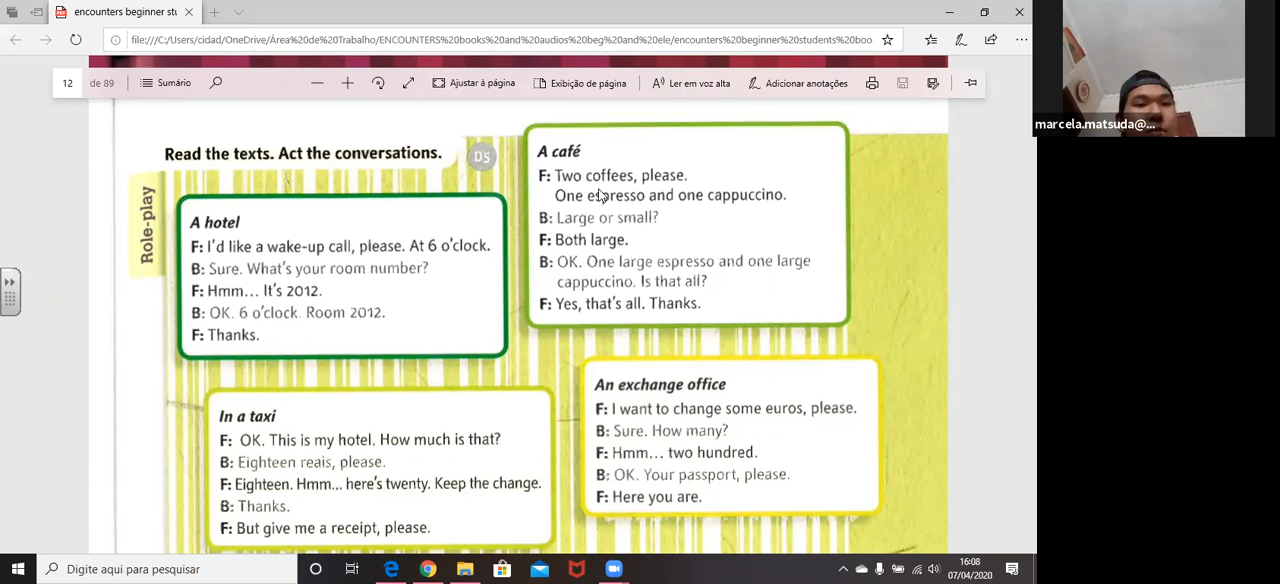 encounters beginner stu
file:///C:/Users/cidad/OneDrive/Área%20de%20Trabalho/ENCOUNTERS%20books%20and%20audios%20beg%20and%20ele/encounters%20beginner%20students%20boo
12 de 89
Sumário
Ajustar à página
Exibição de página
Ler em voz alta
Adicionar anotações
marcela.matsuda@...
Read the texts. Act the conversations.
D5
Role-play
A hotel
F: I'd like a wake-up call, please. At 6 o'clock.
B: Sure. What's your room number?
F: Hmm... It's 2012.
B: OK. 6 o'clock. Room 2012.
F: Thanks.
A café
F: Two coffees, please.
One espresso and one cappuccino.
B: Large or small?
F: Both large.
B: OK. One large espresso and one large
cappuccino. Is that all?
F: Yes, that's all. Thanks.
In a taxi
F: OK. This is my hotel. How much is that?
B: Eighteen reais, please.
F: Eighteen. Hmm... here's twenty. Keep the change.
B: Thanks.
F: But give me a receipt, please.
An exchange office
F: I want to change some euros, please.
B: Sure. How many?
F: Hmm... two hundred.
B: OK. Your passport, please.
F: Here you are.
Digite aqui para pesquisar
16:08
07/04/2020